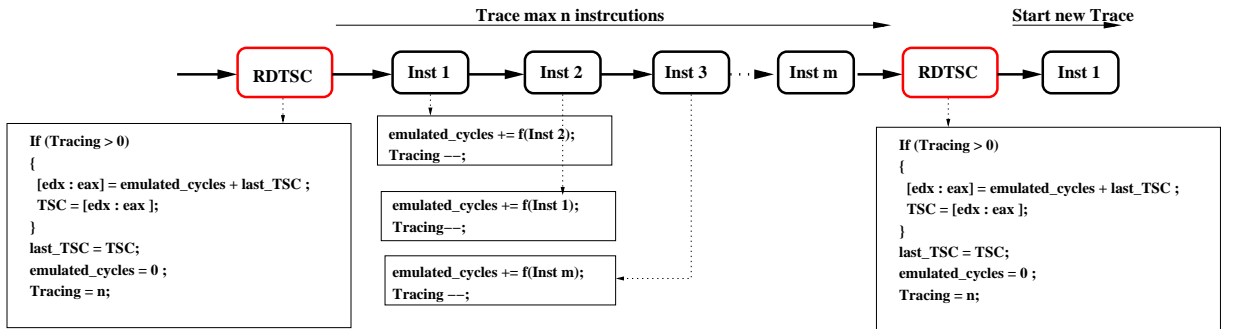 Trace max n instrcutions
Start new Trace
RDTSC
Inst 1
Inst 2
Inst 3
Inst m
RDTSC
Inst 1
If (Tracing > 0)
{
[edx : eax] = emulated_cycles + last_TSC ;
TSC = [edx : eax ];
}
last_TSC = TSC;
emulated_cycles = 0 ;
Tracing = n;
emulated_cycles += f(Inst 2);
Tracing −−;
emulated_cycles += f(Inst 1);
Tracing−−;
emulated_cycles += f(Inst m);
Tracing −−;
If (Tracing > 0)
{
[edx : eax] = emulated_cycles + last_TSC ;
TSC = [edx : eax ];
}
last_TSC = TSC;
emulated_cycles = 0 ;
Tracing = n;